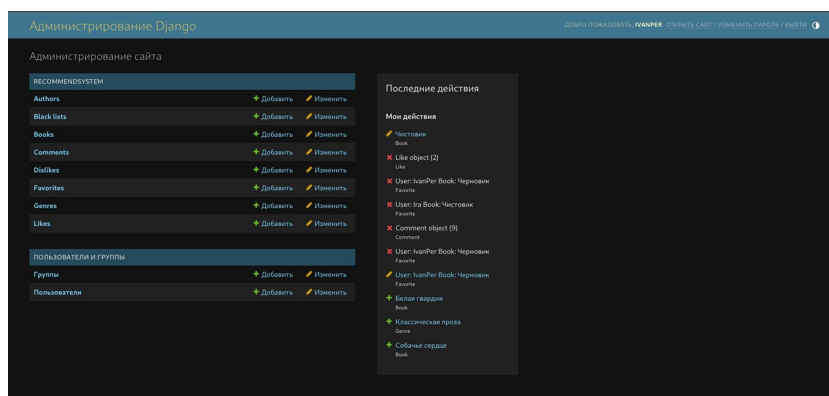 Администрирование Django
ДОБРО ПОЖАЛОВАТЬ, IVANPER. ОТКРЫТЬ САЙТ / ИЗМЕНИТЬ ПАРОЛЬ / ВЫЙТИ
Администрирование сайта
RECOMMENDSYSTEM
Authors Добавить Изменить
Black lists Добавить Изменить
Books Добавить Изменить
Comments Добавить Изменить
Dislikes Добавить Изменить
Favorites Добавить Изменить
Genres Добавить Изменить
Likes Добавить Изменить
ПОЛЬЗОВАТЕЛИ И ГРУППЫ
Группы Добавить Изменить
Пользователи Добавить Изменить
Последние действия
Мои действия
Чистовик
Book
Like object (2)
Like
User: IvanPer Book: Черновик
Favorite
User: Ira Book: Чистовик
Favorite
Comment object (9)
Comment
User: IvanPer Book: Черновик
Favorite
User: IvanPer Book: Черновик
Favorite
Белая гвардия
Book
Классическая проза
Genre
Собачье сердце
Book